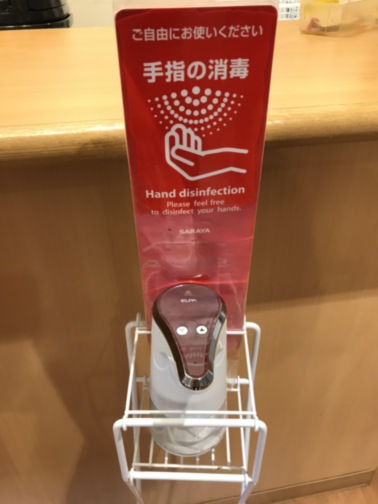 ご自由にお使いください
手指の消毒
Hand disinfection
Please feel free
to disinfect your hands.
SARAYA